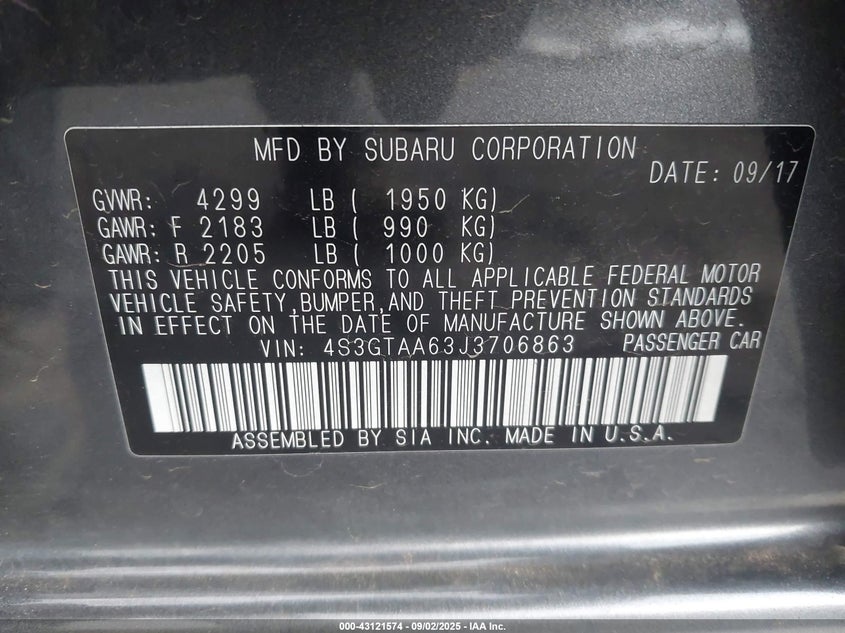 MFD BY SUBARU CORPORATION
DATE: 09/17
GVWR: 4299 LB ( 1950 KG)
GAWR: F 2183 LB ( 990 KG)
GAWR: R 2205 LB ( 1000 KG)
THIS VEHICLE CONFORMS TO ALL APPLICABLE FEDERAL MOTOR
VEHICLE SAFETY,BUMPER,AND THEFT PREVENTION STANDARDS
IN EFFECT ON THE DATE OF MANUFACTURE SHOWN ABOVE.
VIN: 4S3GTAA63J3706863 PASSENGER CAR
ASSEMBLED BY SIA INC. MADE IN U.S.A.
000-43121574 - 09/02/2025 - IAA Inc.